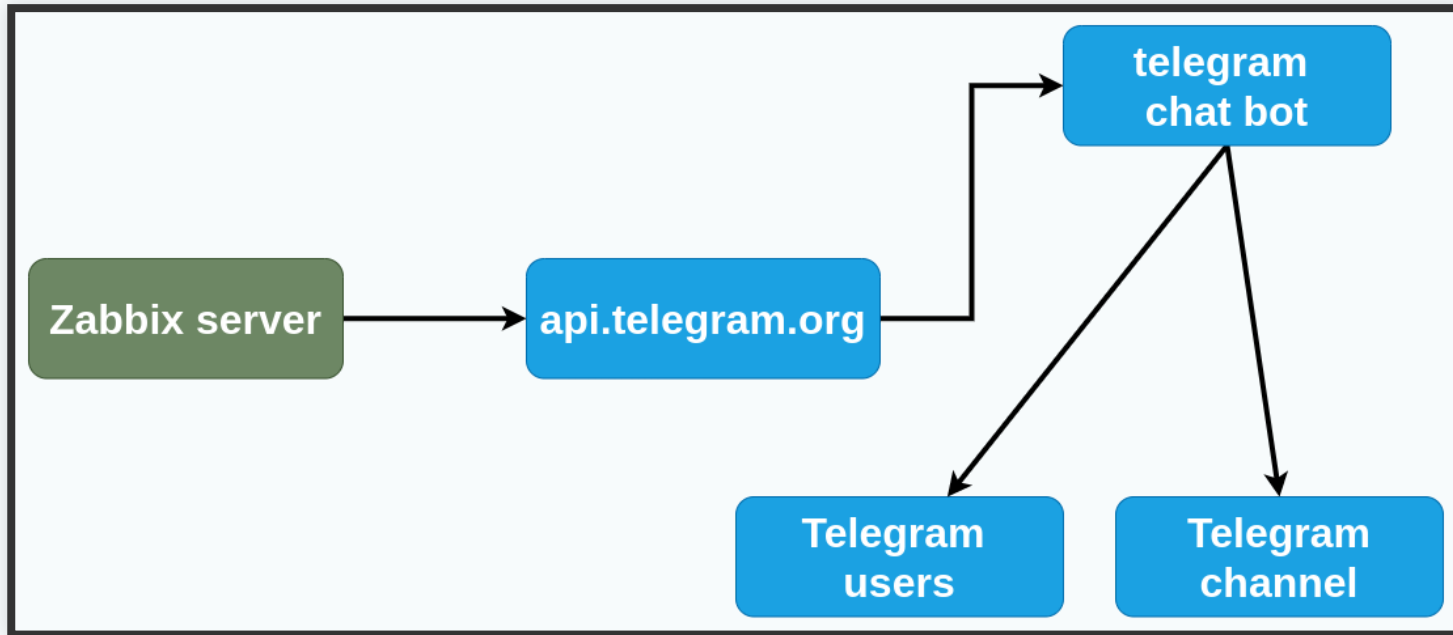 telegram
chat bot
Zabbix server
api.telegram.org
Telegram
users
Telegram
channel